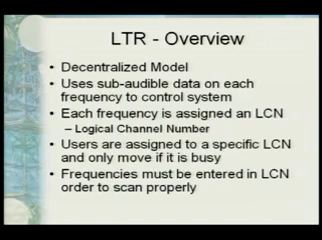 LTR - Overview
• Decentralized Model
• Uses sub-audible data on each
frequency to control system
• Each frequency is assigned an LCN
– Logical Channel Number
• Users are assigned to a specific LCN
and only move if it is busy
• Frequencies must be entered in LCN
order to scan properly